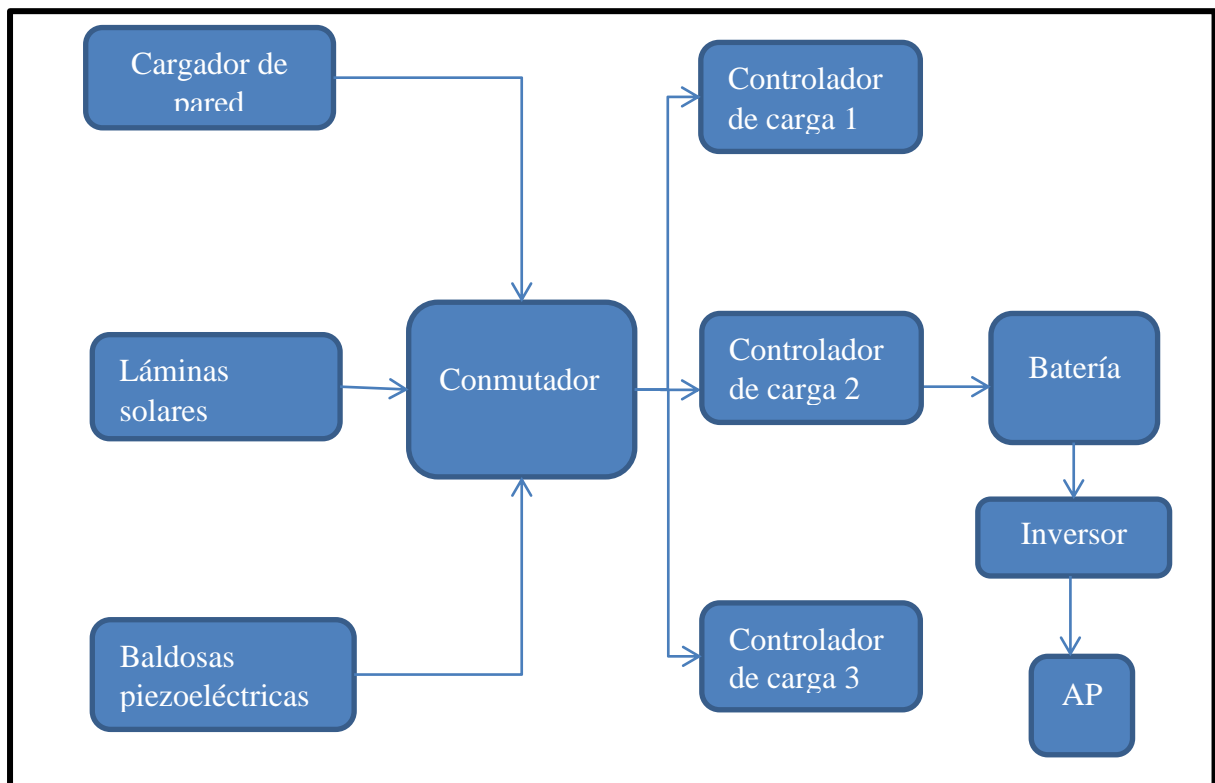 Cargador de
pared
Controlador
de carga 1
Láminas
solares
Conmutador
Controlador
de carga 2
Batería
Inversor
Baldosas
piezoeléctricas
Controlador
de carga 3
AP